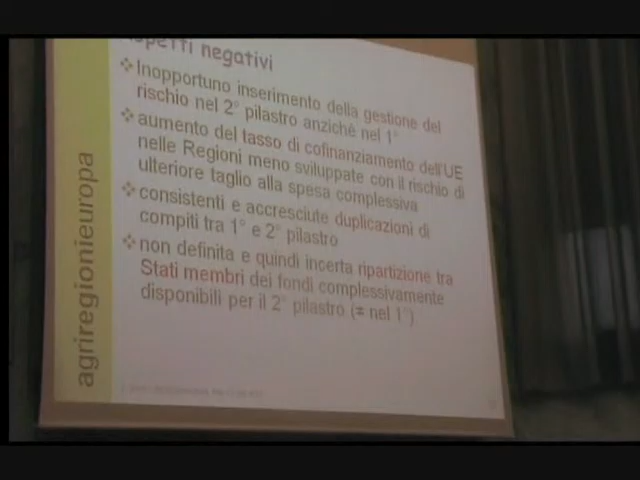 Aspetti negativi
❖ Inopportuno inserimento della gestione del
rischio nel 2° pilastro anziché nel 1°
❖ aumento del tasso di cofinanziamento dell'UE
nelle Regioni meno sviluppate con il rischio di
ulteriore taglio alla spesa complessiva
❖ consistenti e accresciute duplicazioni di
compiti tra 1° e 2° pilastro
❖ non definita e quindi incerta ripartizione tra
Stati membri dei fondi complessivamente
disponibili per il 2° pilastro (≠ nel 1°)
agriregionieuropa